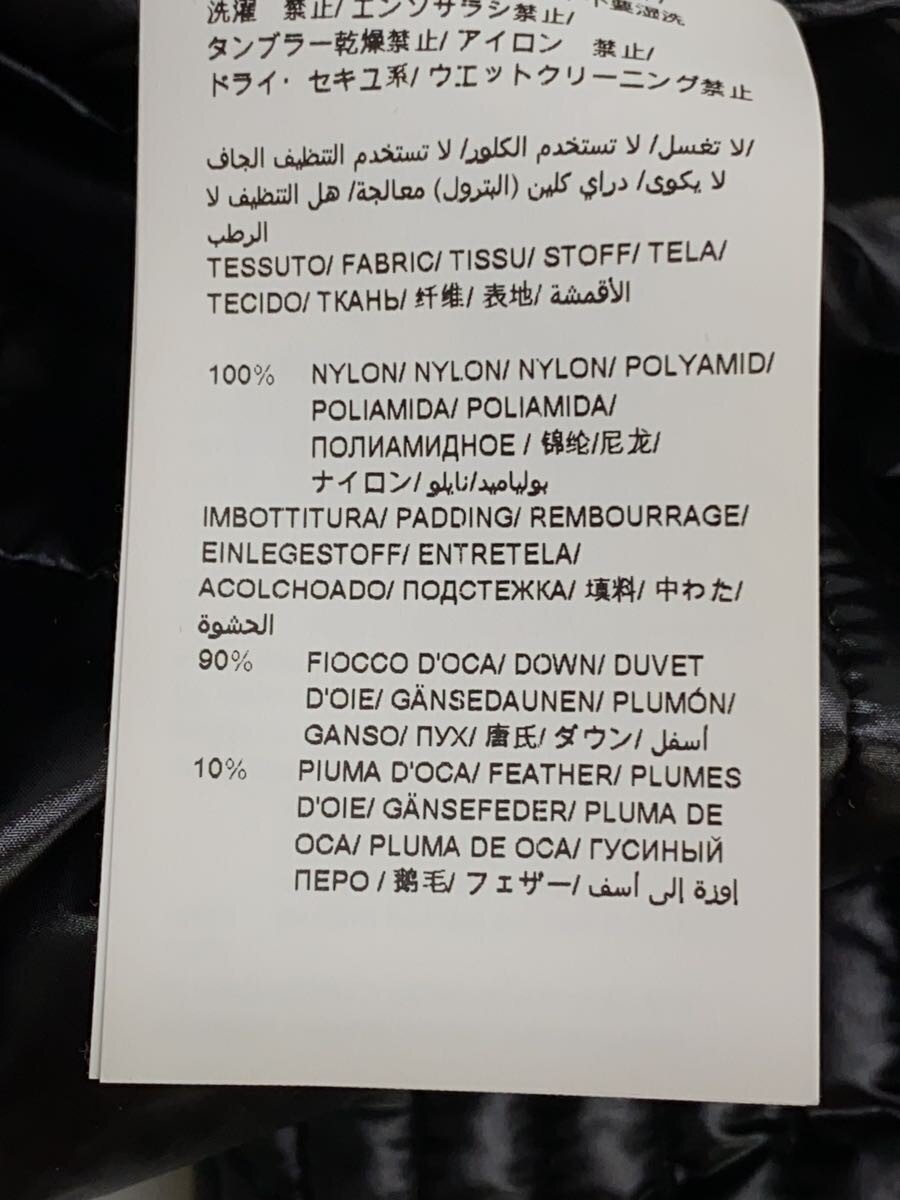 洗濯 禁止/ エンソサラシ禁止/
タンブラー乾燥禁止/ アイロン 禁止/
ドライ・セキユ系/ ウエットクリーニング禁止
لا تغسل/ لا تستخدم الكلور/ لا تستخدم التنظيف الجاف/
لا يكوى/ دراي كلين (البترول) معالجة/ هل التنظيف لا
الرطب
TESSUTO/ FABRIC/ TISSU/ STOFF/ TELA/
TECIDO/ ТКАНЬ/ 纤维/ 表地/ الأقمشة
100% NYLON/ NYLON/ NYLON/ POLYAMID/
POLIAMIDA/ POLIAMIDA/
ПОЛИАМИДНОЕ / 锦纶/尼龙/
ナイロン/ بولياميد/نايلو
IMBOTTITURA/ PADDING/ REMBOURRAGE/
EINLEGESTOFF/ ENTRETELA/
ACOLCHOADO/ ПОДСТЕЖКА/ 填料/ 中わた/
الحشوة
90% FIOCCO D'OCA/ DOWN/ DUVET
D'OIE/ GÄNSEDAUNEN/ PLUMÓN/
GANSO/ ПУХ/ 唐氏/ ダウン/ أسفل
10% PIUMA D'OCA/ FEATHER/ PLUMES
D'OIE/ GÄNSEFEDER/ PLUMA DE
OCA/ PLUMA DE OCA/ ГУСИНЫЙ
ПЕРО / 鹅毛/ フェザー/ إوزة إلى أسف